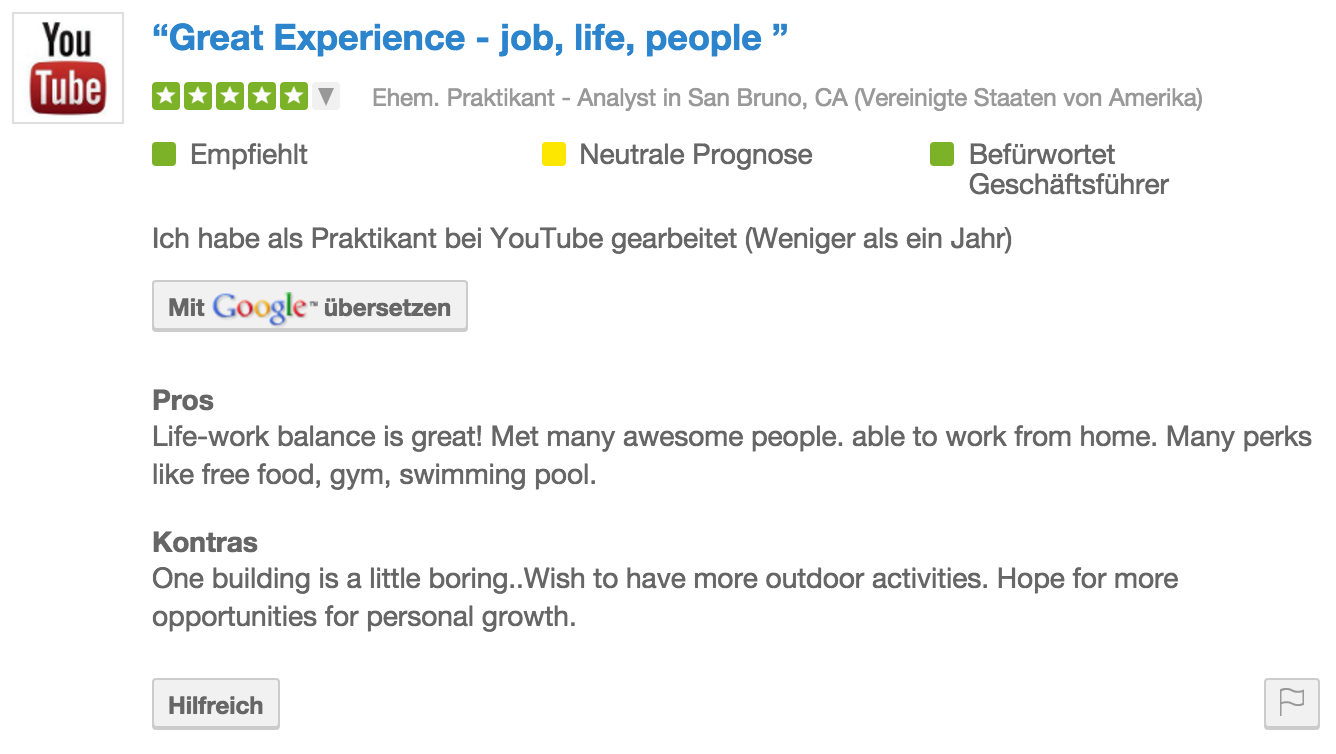 You
Tube
“Great Experience - job, life, people ”
Ehem. Praktikant - Analyst in San Bruno, CA (Vereinigte Staaten von Amerika)
Empfiehlt
Neutrale Prognose
Befürwortet
Geschäftsführer
Ich habe als Praktikant bei YouTube gearbeitet (Weniger als ein Jahr)
Mit Google™ übersetzen
Pros
Life-work balance is great! Met many awesome people. able to work from home. Many perks
like free food, gym, swimming pool.
Kontras
One building is a little boring..Wish to have more outdoor activities. Hope for more
opportunities for personal growth.
Hilfreich